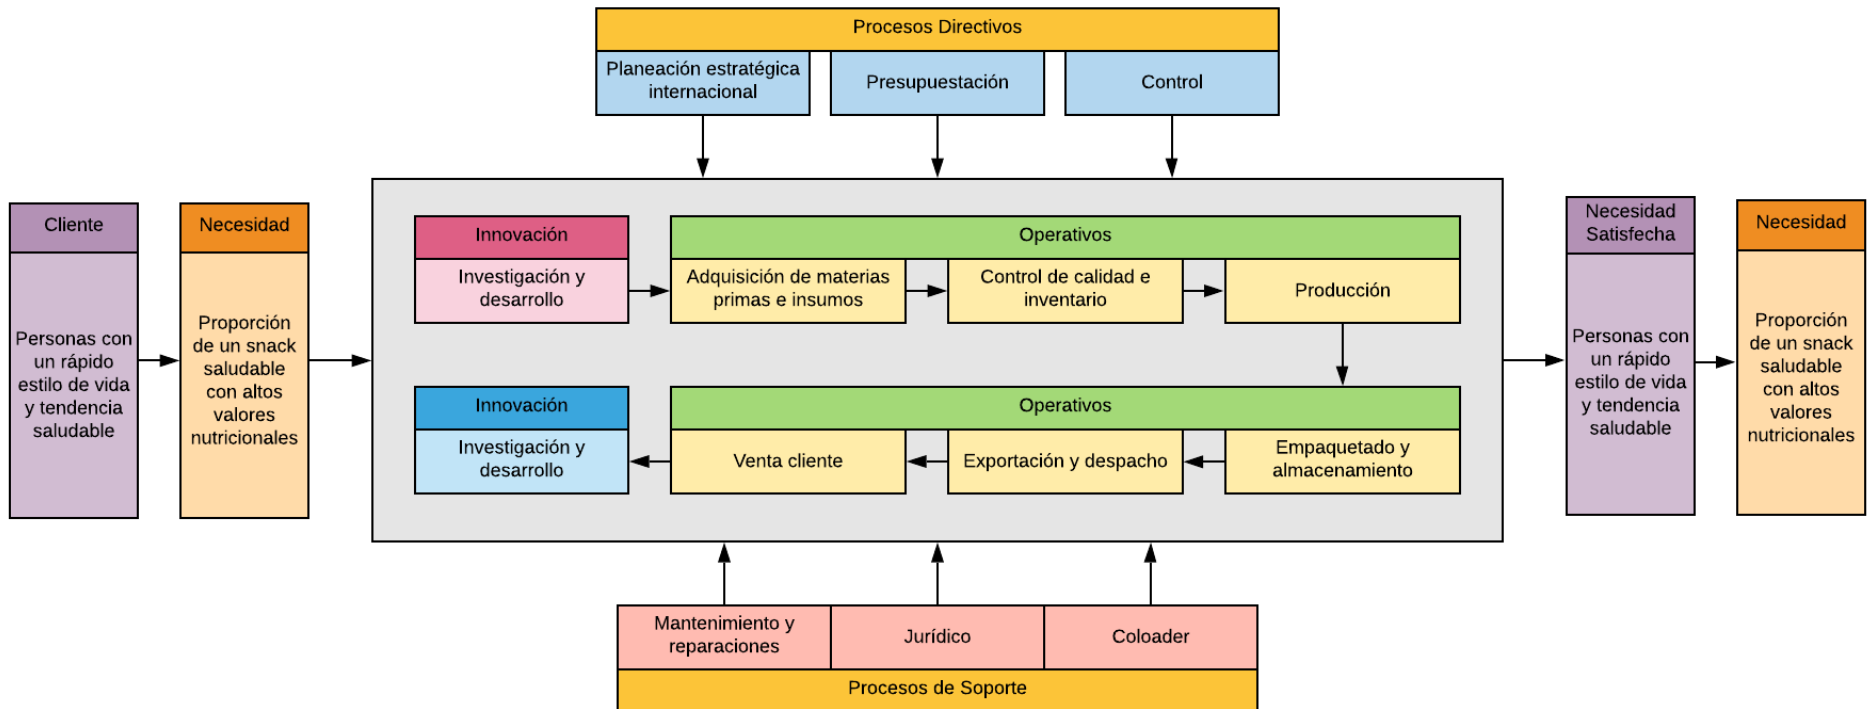 Procesos Directivos
Planeación estratégica
internacional
Presupuestación
Control
Cliente
Personas con
un rápido
estilo de vida
y tendencia
saludable
Necesidad
Proporción
de un snack
saludable
con altos
valores
nutricionales
Innovación
Investigación y
desarrollo
Operativos
Adquisición de materias
primas e insumos
Control de calidad e
inventario
Producción
Innovación
Investigación y
desarrollo
Operativos
Venta cliente
Exportación y despacho
Empaquetado y
almacenamiento
Necesidad
Satisfecha
Personas con
un rápido
estilo de vida
y tendencia
saludable
Necesidad
Proporción
de un snack
saludable
con altos
valores
nutricionales
Mantenimiento y
reparaciones
Jurídico
Coloader
Procesos de Soporte